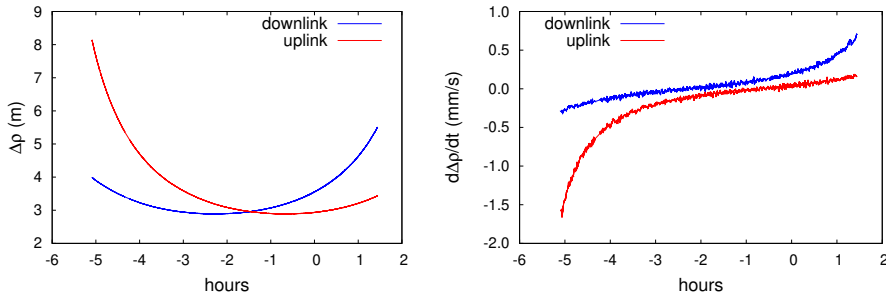 downlink
uplink
9
8
7
6
5
4
3
2
Δρ (m)
-6 -5 -4 -3 -2 -1 0 1 2
hours
downlink
uplink
1.0
0.5
0.0
-0.5
-1.0
-1.5
-2.0
dΔρ/dt (mm/s)
-6 -5 -4 -3 -2 -1 0 1 2
hours